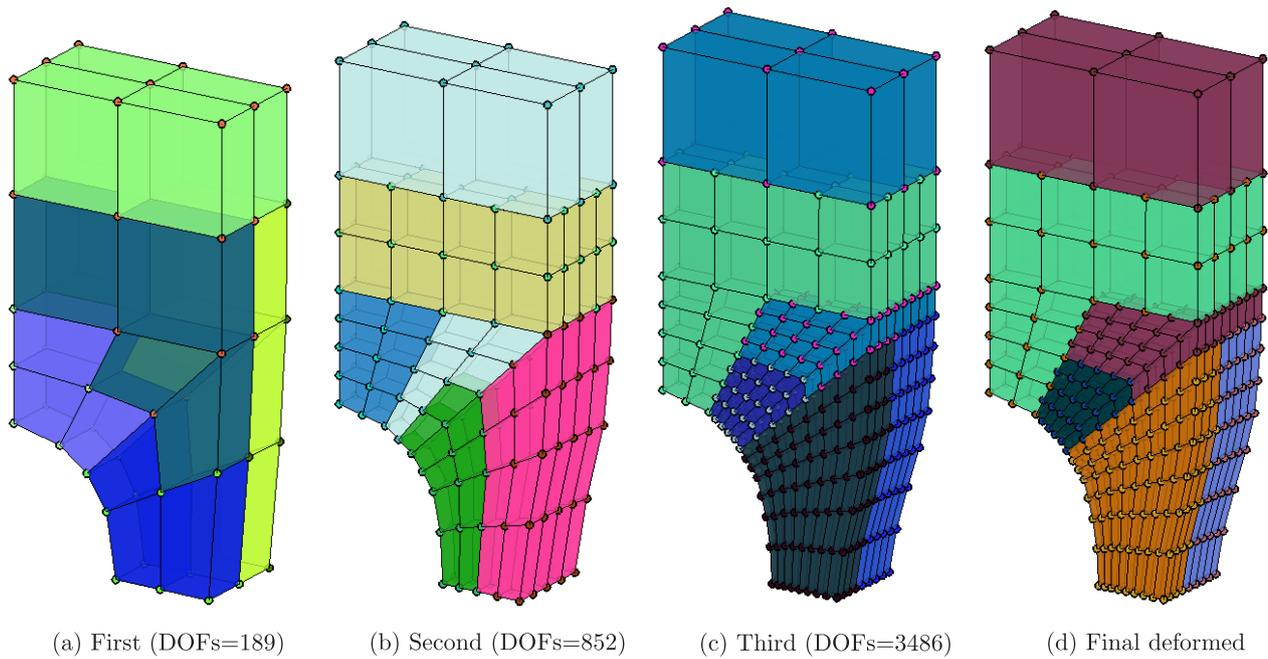 (a) First (DOFs=189)
(b) Second (DOFs=852)
(c) Third (DOFs=3486)
(d) Final deformed